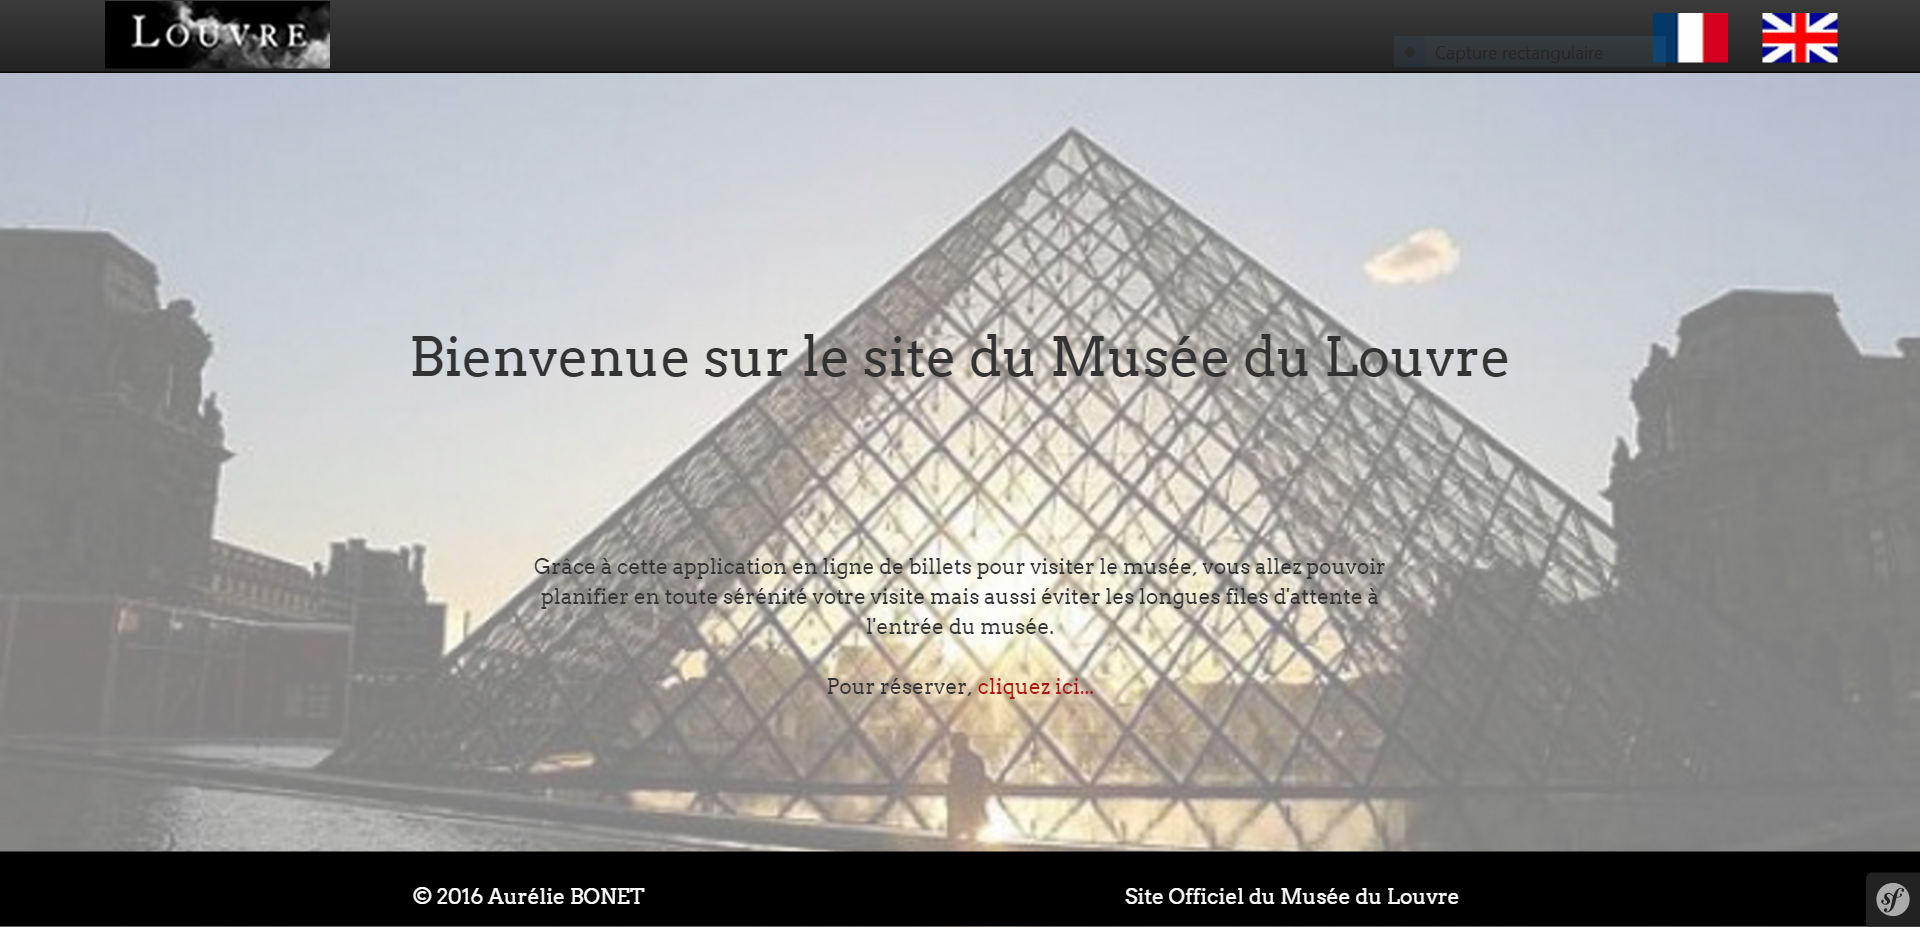 LOUVRE
Capture rectangulaire
Bienvenue sur le site du Musée du Louvre
Grâce à cette application en ligne de billets pour visiter le musée, vous allez pouvoir
planifier en toute sérénité votre visite mais aussi éviter les longues files d'attente à
l'entrée du musée.
Pour réserver, cliquez ici...
© 2016 Aurélie BONET
Site Officiel du Musée du Louvre
sf